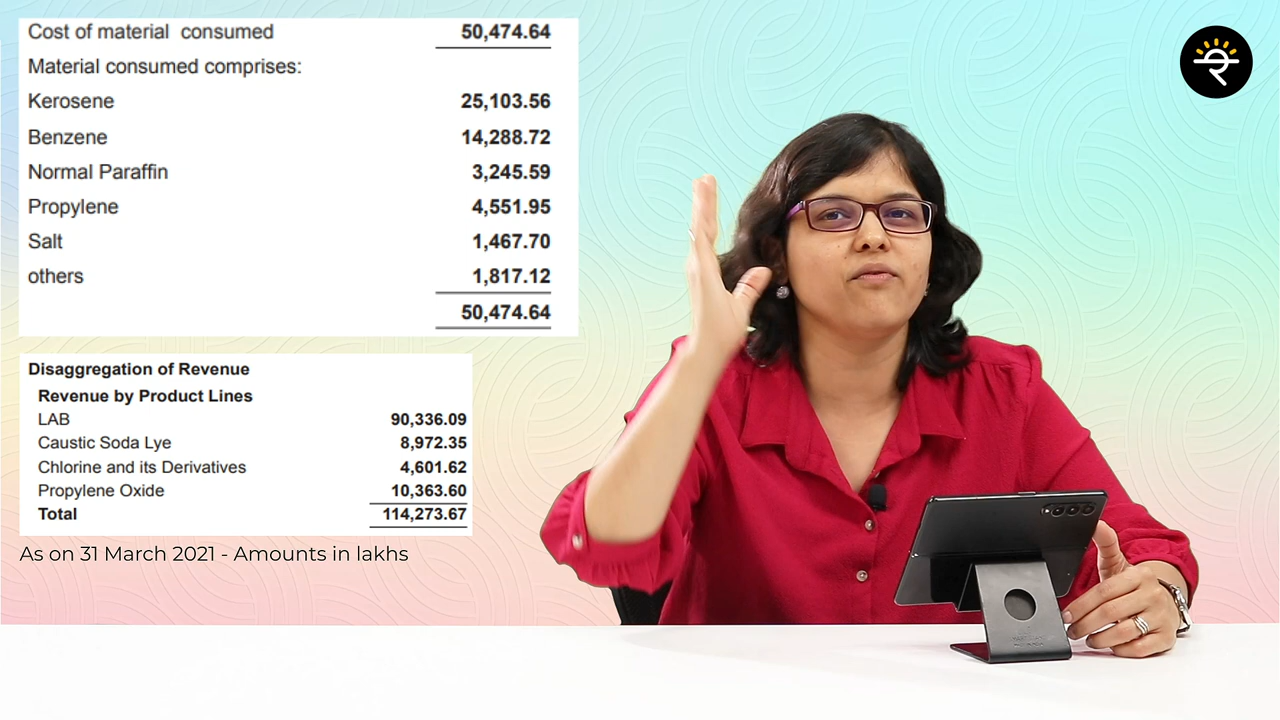 Cost of material consumed 50,474.64
Material consumed comprises:
Kerosene 25,103.56
Benzene 14,288.72
Normal Paraffin 3,245.59
Propylene 4,551.95
Salt 1,467.70
others 1,817.12
50,474.64
Disaggregation of Revenue
Revenue by Product Lines
LAB 90,336.09
Caustic Soda Lye 8,972.35
Chlorine and its Derivatives 4,601.62
Propylene Oxide 10,363.60
Total 114,273.67
As on 31 March 2021 - Amounts in lakhs